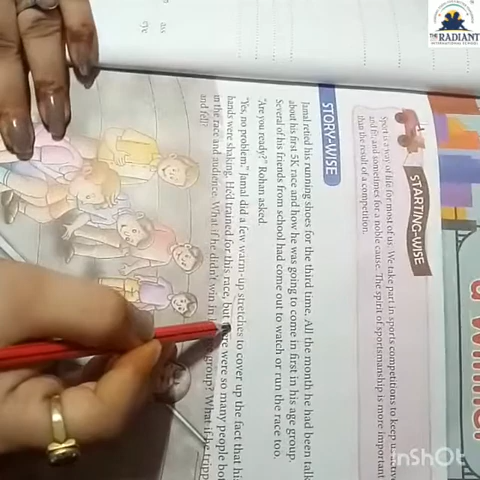 THE RADIANT
INTERNATIONAL SCHOOL
a Winner
STARTING-WISE
Sport is a way of life for most of us. We take part in sports competitions to keep us active
and fit, and sometimes for a noble cause. The spirit of sportsmanship is more important
than the result of a competition.
STORY-WISE
Jamal retied his running shoes for the third time. All the month he had been talk
about his first 5K race and how he was going to come in first in his age group.
Several of his friends from school had come out to watch or run the race too.
"Are you ready?" Rohan asked.
"Yes, no problem." Jamal did a few warm-up stretches to cover up the fact that hi
hands were shaking. He'd trained for this race, but there were so many people bo
in the race and audience. What if he didn't win in group? What if he tripp
and fell?
ass
eye
InShOt